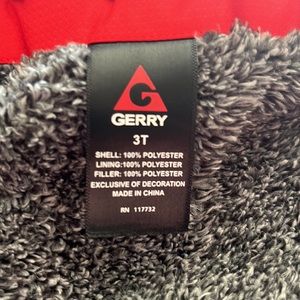 GERRY
3T
SHELL: 100% POLYESTER
LINING:100% POLYESTER
FILLER: 100% POLYESTER
EXCLUSIVE OF DECORATION
MADE IN CHINA
RN 117732